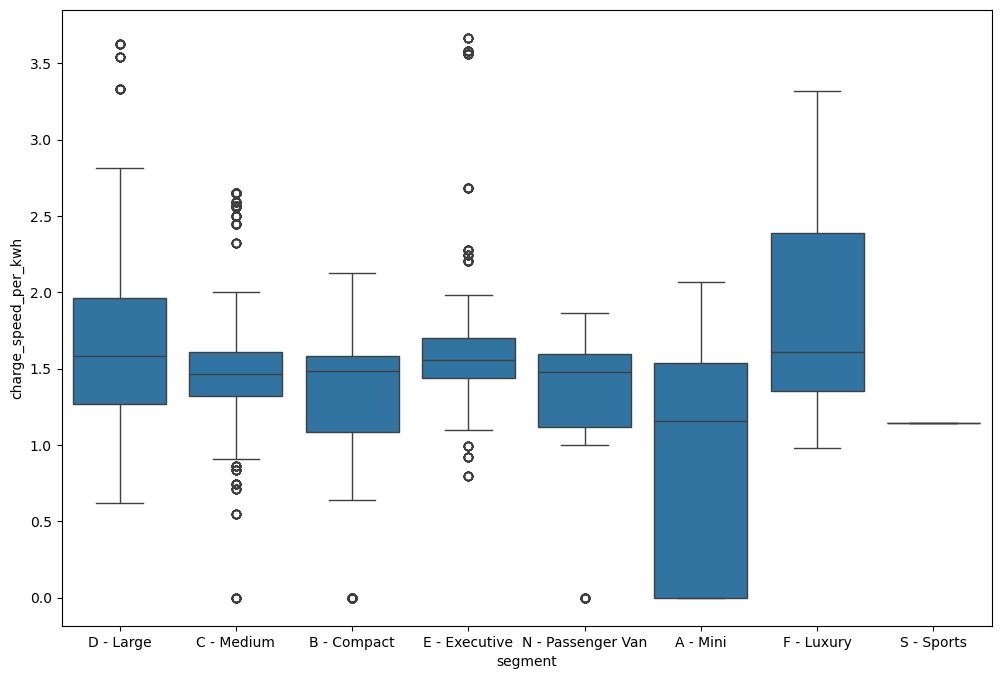 3.5
3.0
2.5
2.0
1.5
1.0
0.5
0.0
charge_speed_per_kwh
D - Large C - Medium B - Compact E - Executive N - Passenger Van A - Mini F - Luxury S - Sports
segment